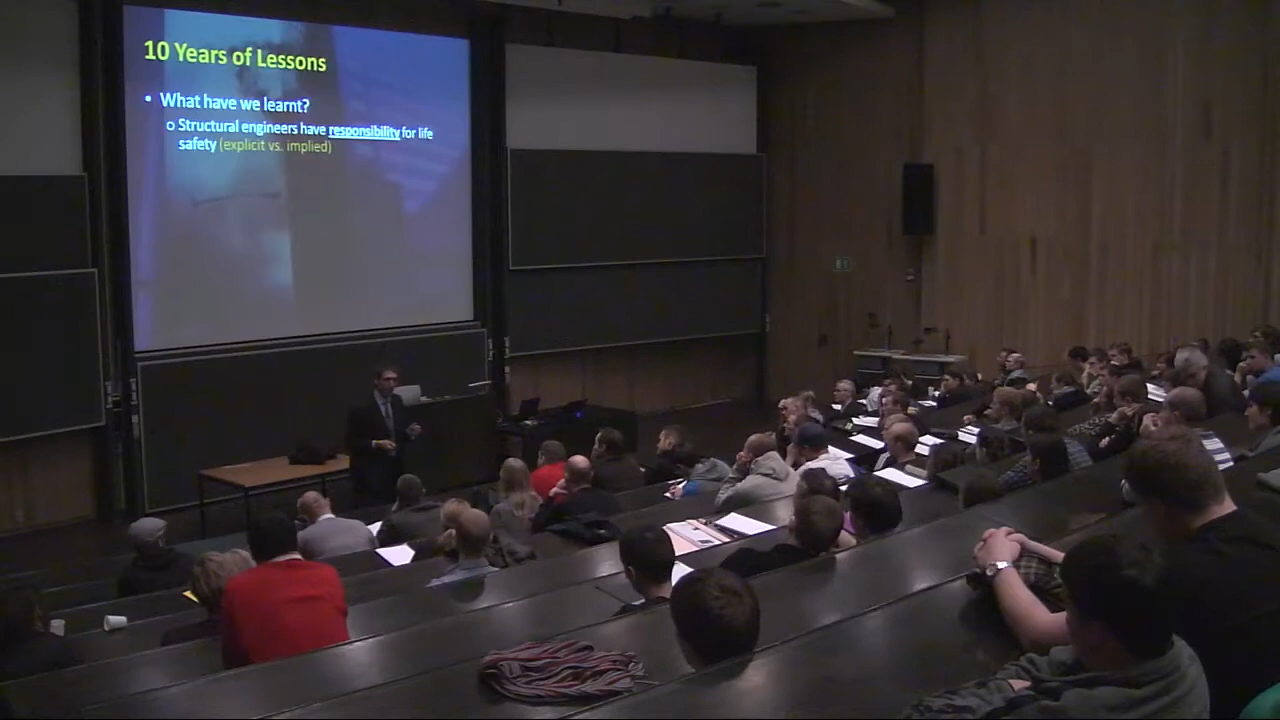 10 Years of Lessons
• What have we learnt?
o Structural engineers have responsibility for life
safety (explicit vs. implied)